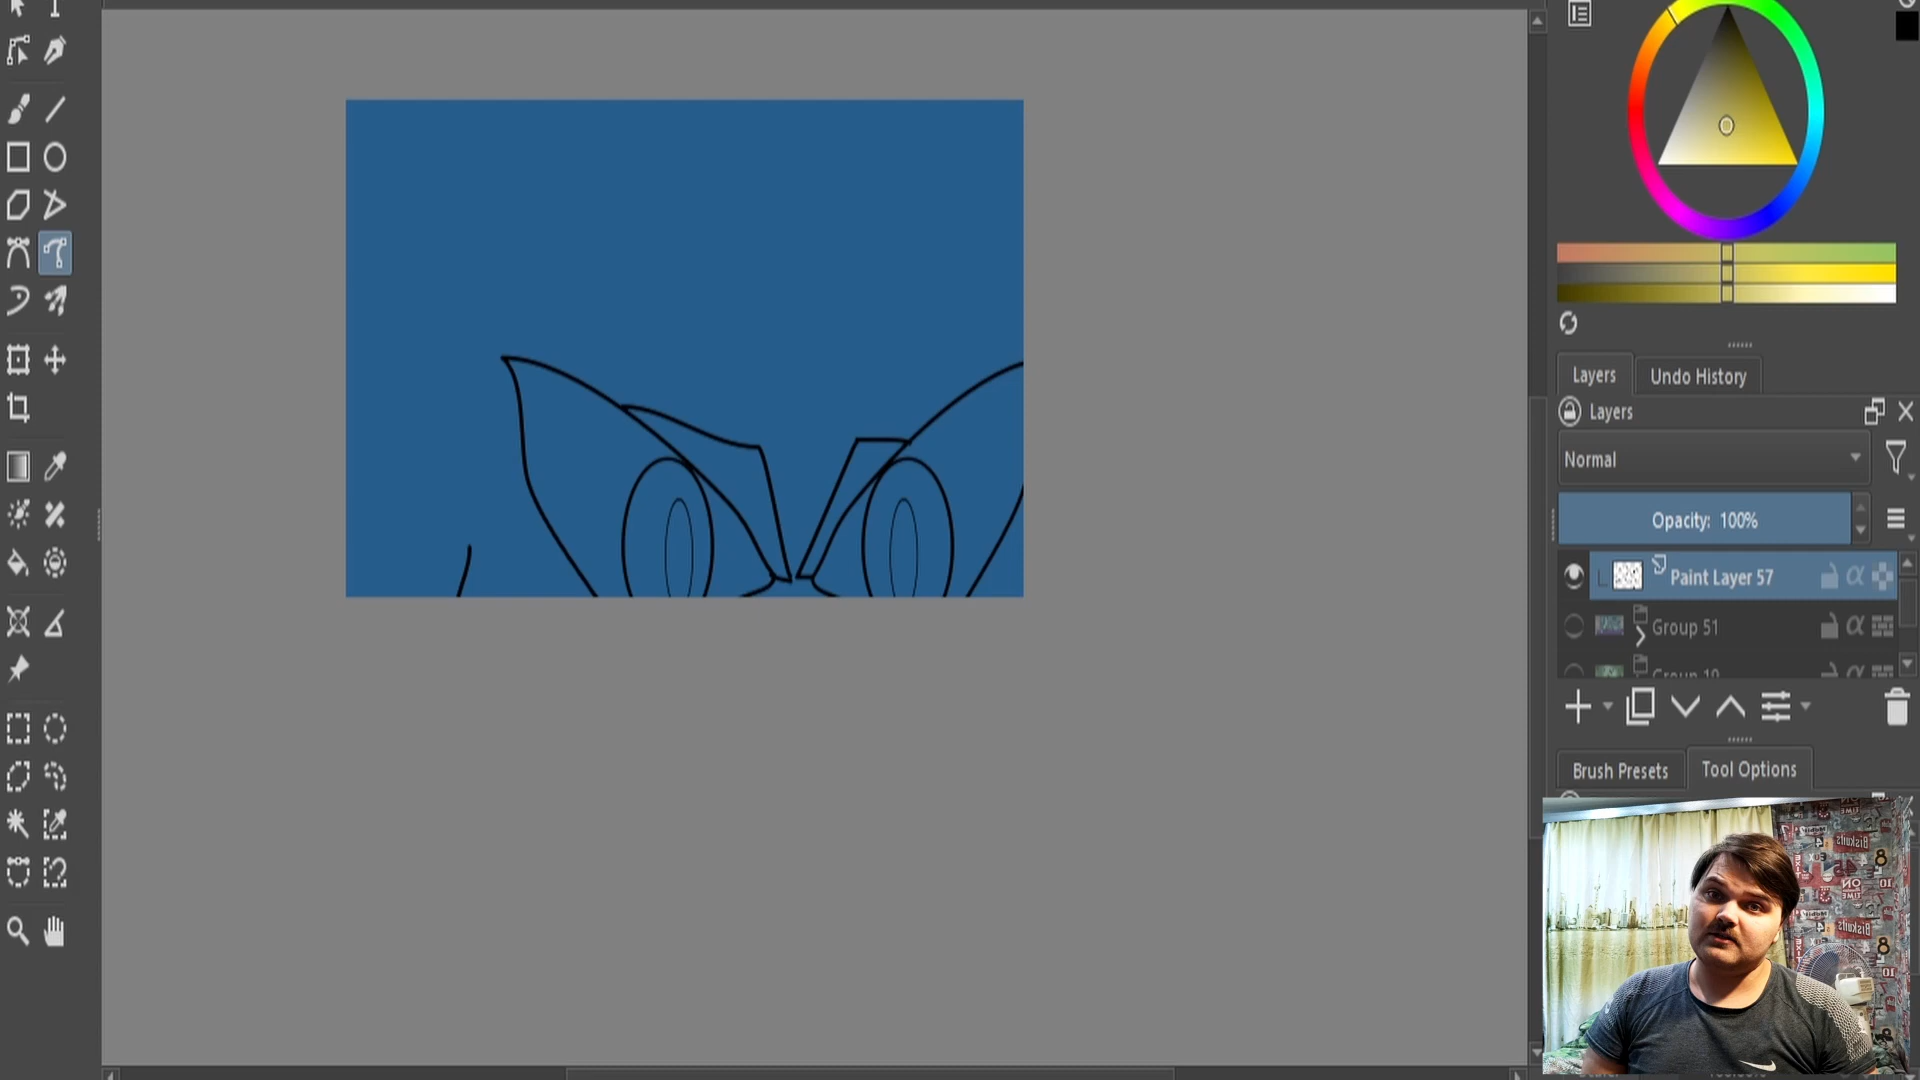 Layers
Undo History
Layers
Normal
Opacity: 100%
Paint Layer 57
Group 51
Brush Presets
Tool Options